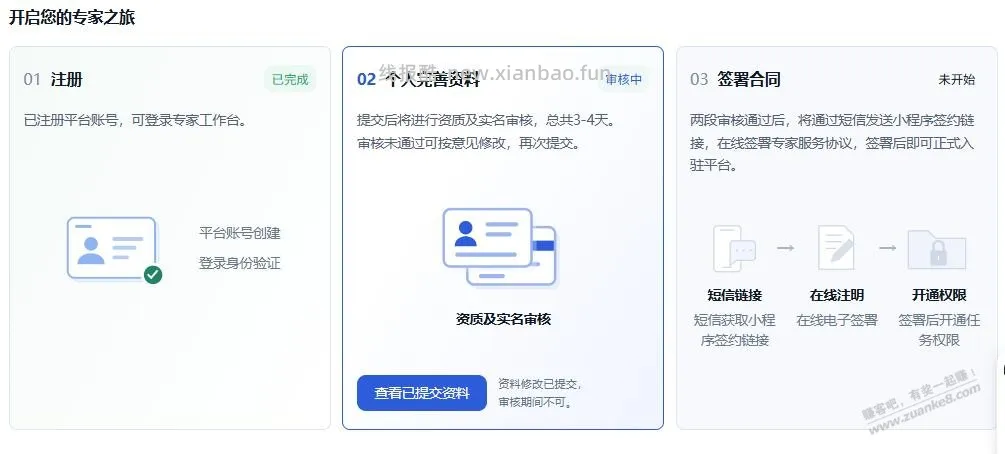 开启您的专家之旅
01 注册 已完成
已注册平台账号，可登录专家工作台。
平台账号创建
登录身份验证
02 个人完善资料 审核中
线报酷 new.xianbao.fun
提交后将进行资质及实名审核，总共3-4天。
审核未通过可按意见修改，再次提交。
资质及实名审核
查看已提交资料
资料修改已提交，
审核期间不可。
03 签署合同 未开始
两段审核通过后，将通过短信发送小程序签约链
接，在线签署专家服务协议，签署后即可正式入
驻平台。
短信链接
短信获取小程
序签约链接
在线注明
在线电子签署
开通权限
签署后开通任
务权限
赚客吧，有奖一起赚！
www.zuanke8.com